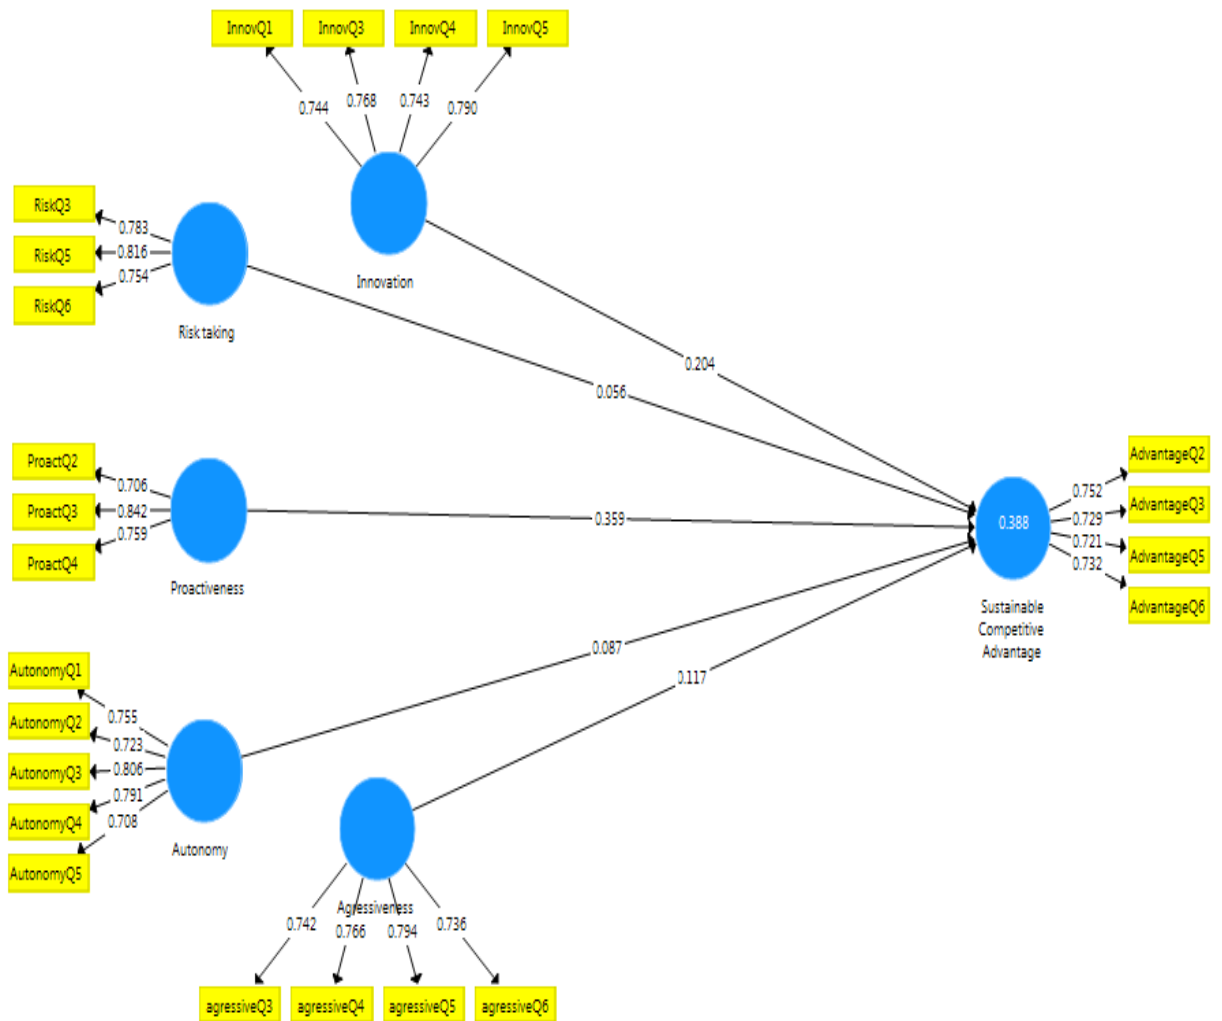 InnovQ1 InnovQ3 InnovQ4 InnovQ5
0.744 0.768 0.743 0.790
Innovation
RiskQ3
RiskQ5
RiskQ6
0.783
0.816
0.754
Risk taking
0.204
0.056
ProactQ2
ProactQ3
ProactQ4
0.706
0.842
0.759
Proactiveness
0.359
0.388
Sustainable
Competitive
Advantage
0.752
0.729
0.721
0.732
AdvantageQ2
AdvantageQ3
AdvantageQ5
AdvantageQ6
AutonomyQ1
AutonomyQ2
AutonomyQ3
AutonomyQ4
AutonomyQ5
0.755
0.723
0.806
0.791
0.708
Autonomy
0.087
0.117
Agressiveness
0.742 0.766 0.794 0.736
agressiveQ3 agressiveQ4 agressiveQ5 agressiveQ6